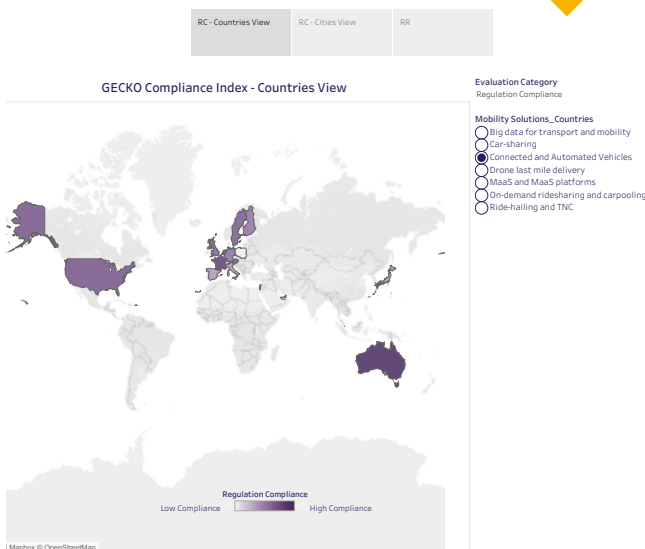 RC - Countries View
RC - Cities View
RR
GECKO Compliance Index - Countries View
Evaluation Category
Regulation Compliance
Mobility Solutions_Countries
Big data for transport and mobility
Car-sharing
Connected and Automated Vehicles
Drone last mile delivery
MaaS and MaaS platforms
On-demand ridesharing and carpooling
Ride-hailing and TNC
Regulation Compliance
Low Compliance
High Compliance
Mapbox © OpenStreetMap